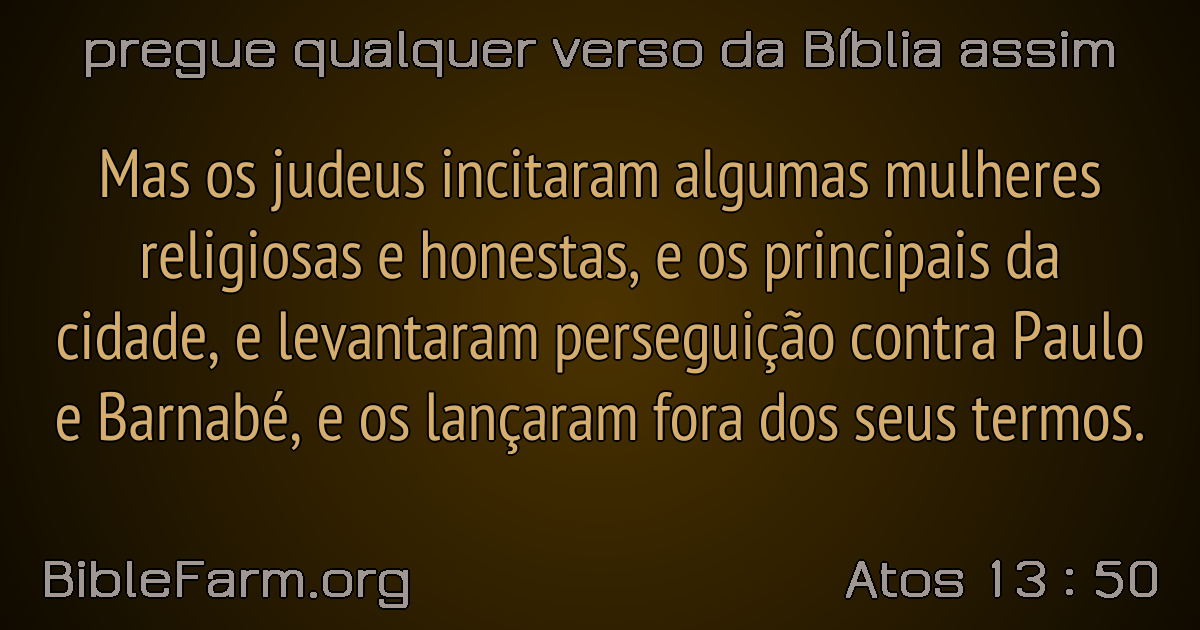 pregue qualquer verso da Bíblia assim
Mas os judeus incitaram algumas mulheres
religiosas e honestas, e os principais da
cidade, e levantaram perseguição contra Paulo
e Barnabé, e os lançaram fora dos seus termos.
BibleFarm.org
Atos 13 : 50